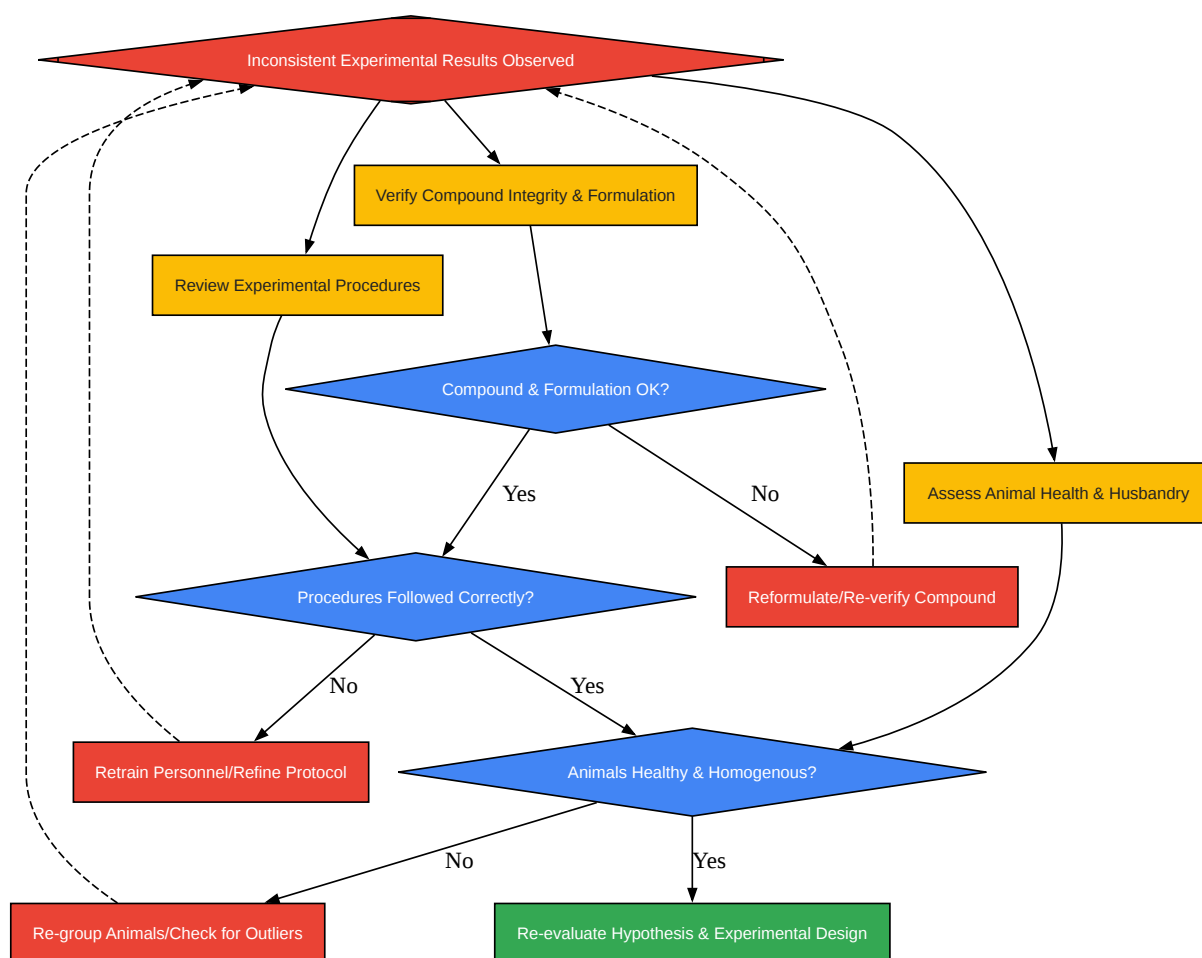 Inconsistent Experimental Results Observed
Verify Compound Integrity & Formulation
Review Experimental Procedures
Compound & Formulation OK?
Yes
No
Assess Animal Health & Husbandry
Procedures Followed Correctly?
Reformulate/Re-verify Compound
No
Yes
Retrain Personnel/Refine Protocol
Animals Healthy & Homogenous?
No
Yes
Re-group Animals/Check for Outliers
Re-evaluate Hypothesis & Experimental Design